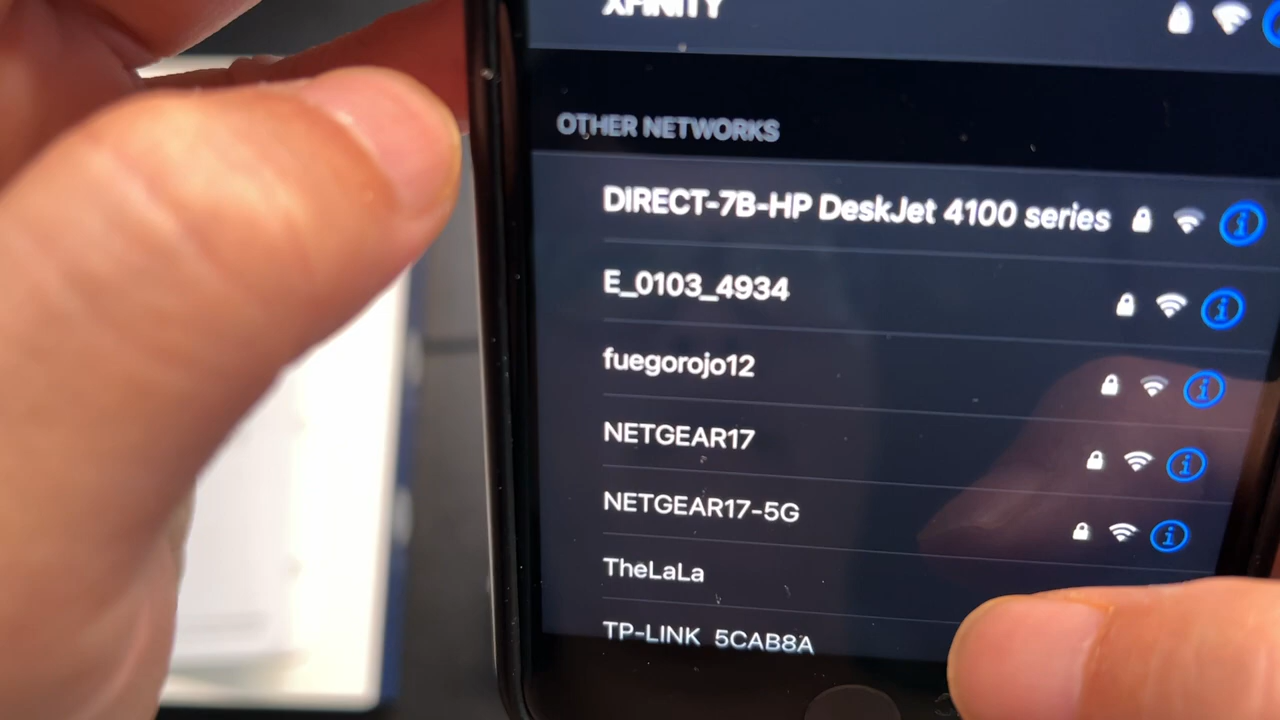 XFINITY
OTHER NETWORKS
DIRECT-7B-HP DeskJet 4100 series
E_0103_4934
fuegorojo12
NETGEAR17
NETGEAR17-5G
TheLaLa
TP-LINK_5CAB8A